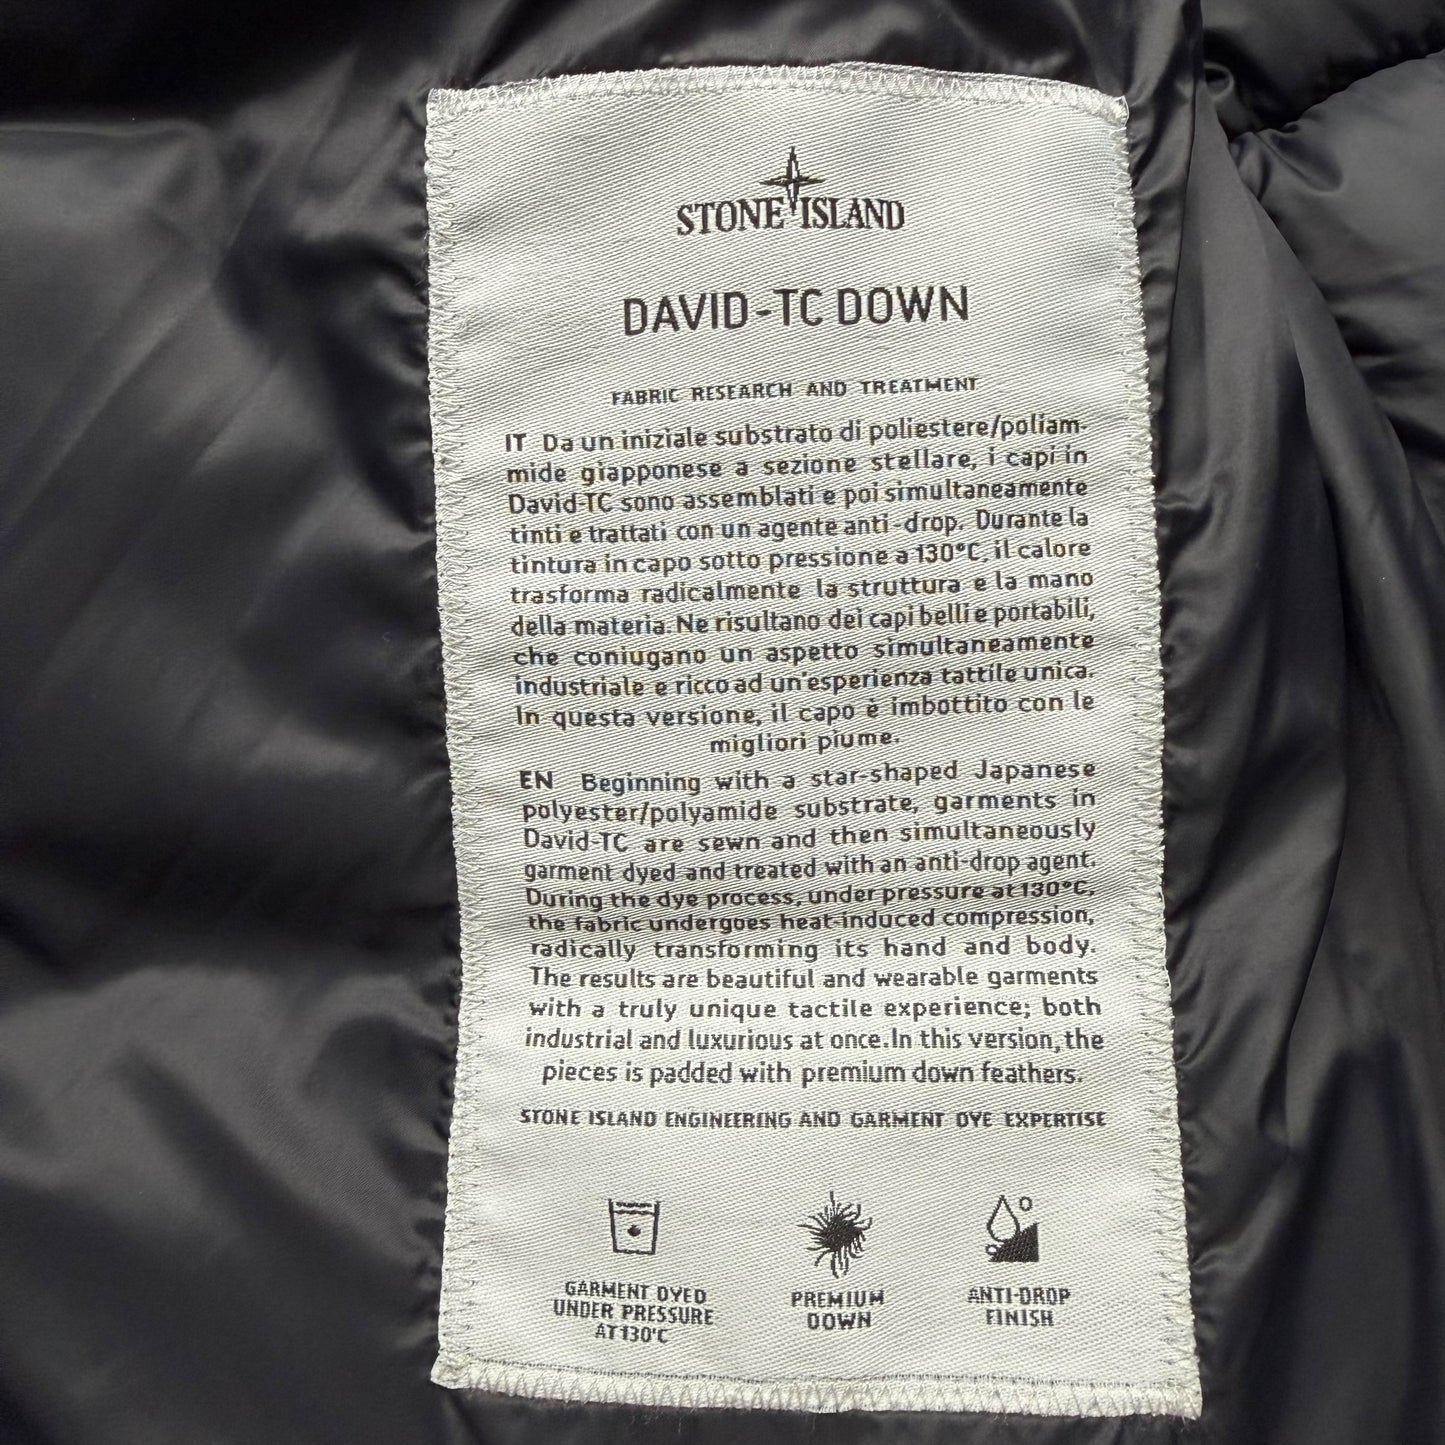 STONE ISLAND
DAVID-TC DOWN
FABRIC RESEARCH AND TREATMENT
IT Da un iniziale substrato di poliestere/poliam-
mide giapponese a sezione stellare, i capi in
David-TC sono assemblati e poi simultaneamente
tinti e trattati con un agente anti-drop. Durante la
tintura in capo sotto pressione a 130°C, il calore
trasforma radicalmente la struttura e la mano
della materia. Ne risultano dei capi belli e portabili,
che coniugano un aspetto simultaneamente
industriale e ricco ad un'esperienza tattile unica.
In questa versione, il capo è imbottito con le
migliori piume.
EN Beginning with a star-shaped Japanese
polyester/polyamide substrate, garments in
David-TC are sewn and then simultaneously
garment dyed and treated with an anti-drop agent.
During the dye process, under pressure at 130°C,
the fabric undergoes heat-induced compression,
radically transforming its hand and body.
The results are beautiful and wearable garments
with a truly unique tactile experience; both
industrial and luxurious at once. In this version, the
pieces is padded with premium down feathers.
STONE ISLAND ENGINEERING AND GARMENT DYE EXPERTISE
GARMENT DYED
UNDER PRESSURE
AT 130°C
PREMIUM
DOWN
ANTI-DROP
FINISH